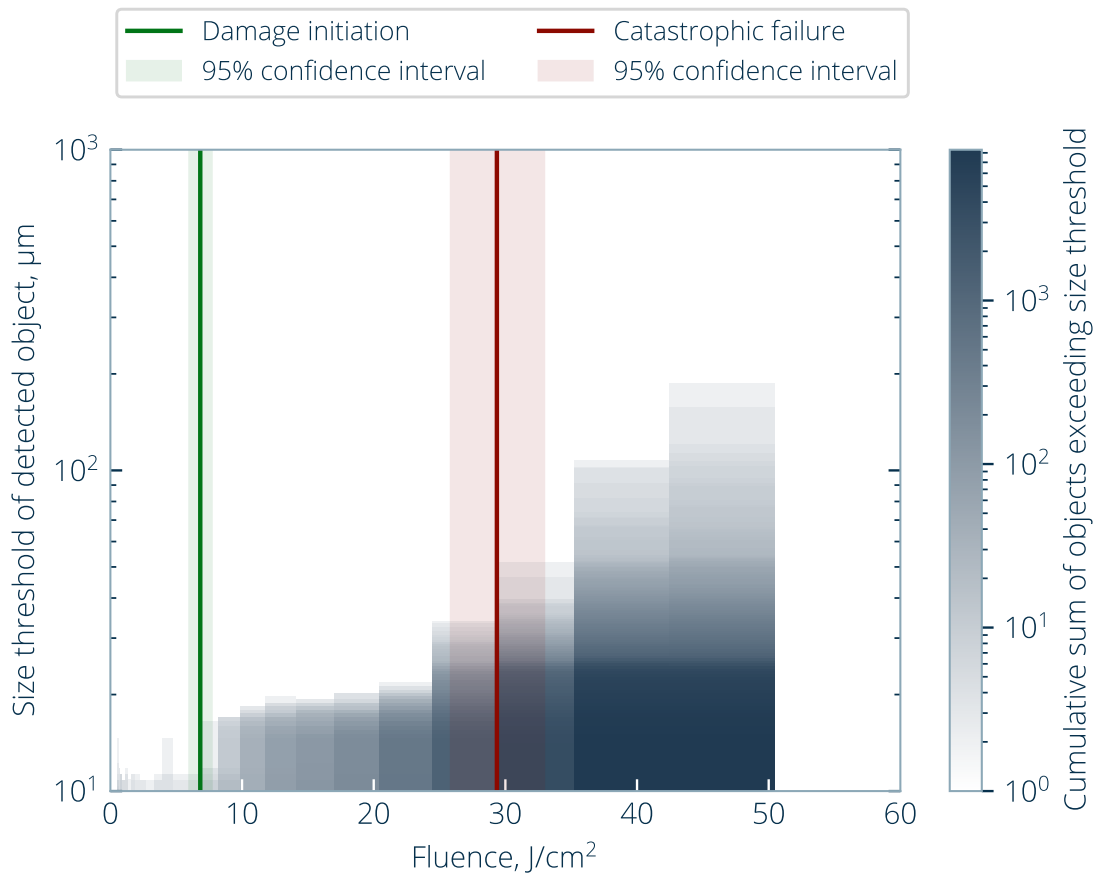 Damage initiation
95% confidence interval
Catastrophic failure
95% confidence interval
Size threshold of detected object, μm
10³
10²
10¹
0 10 20 30 40 50 60
Fluence, J/cm²
10³
10²
10¹
10⁰
Cumulative sum of objects exceeding size threshold